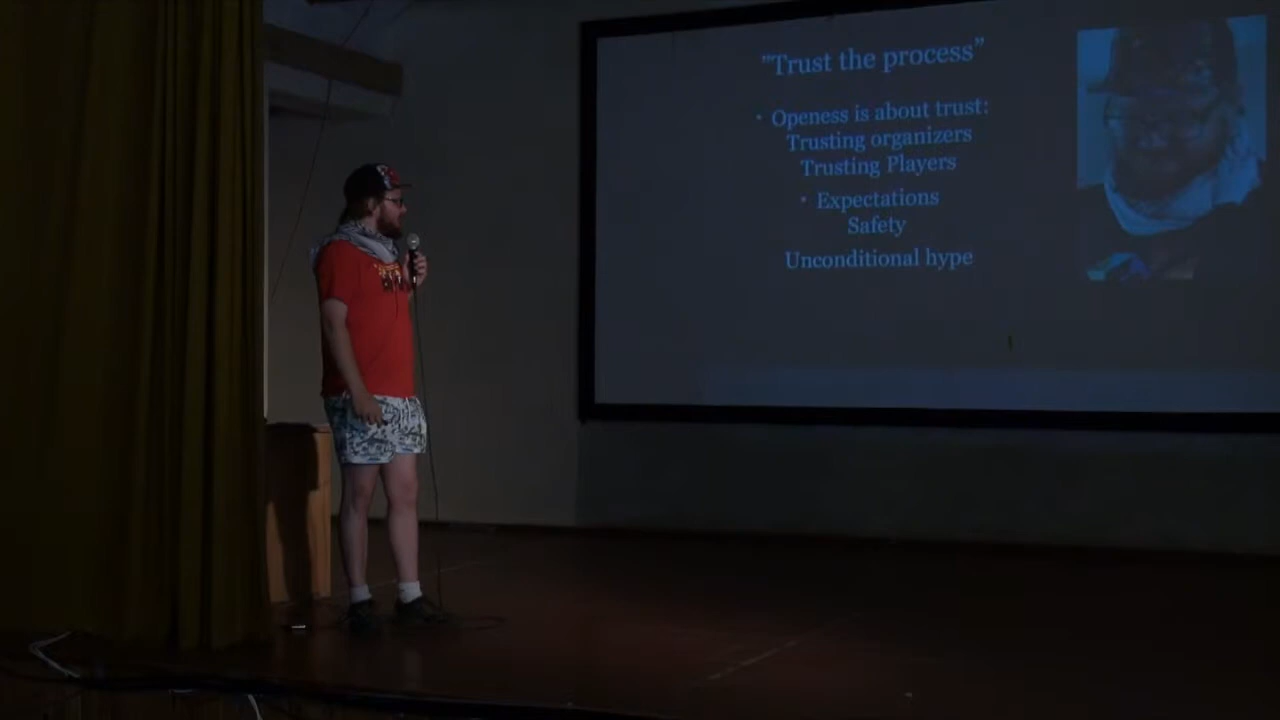 "Trust the process"
• Openess is about trust:
Trusting organizers
Trusting Players
• Expectations
Safety
Unconditional hype